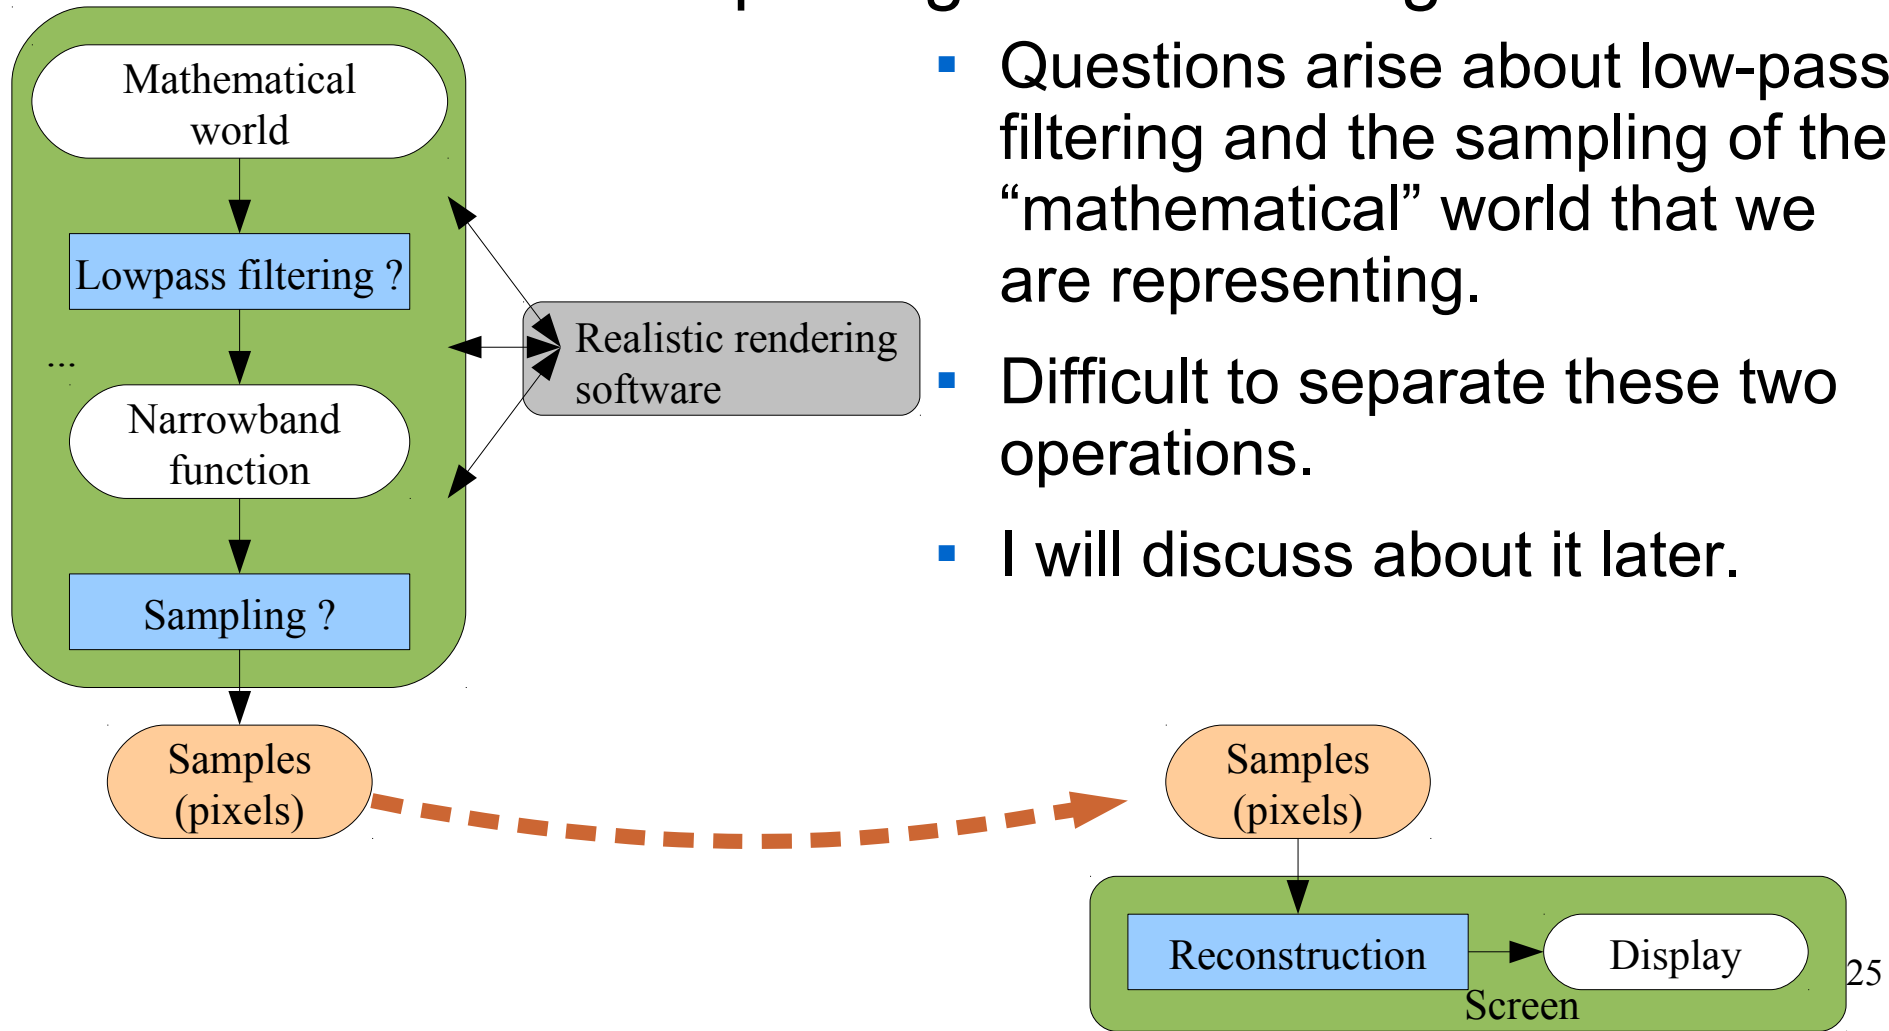 Mathematical
world
Lowpass filtering ?
...
Narrowband
function
Sampling ?
Samples
(pixels)
Realistic rendering
software
▪ Questions arise about low-pass
filtering and the sampling of the
“mathematical” world that we
are representing.
▪ Difficult to separate these two
operations.
▪ I will discuss about it later.
Samples
(pixels)
Reconstruction
Display
Screen
25